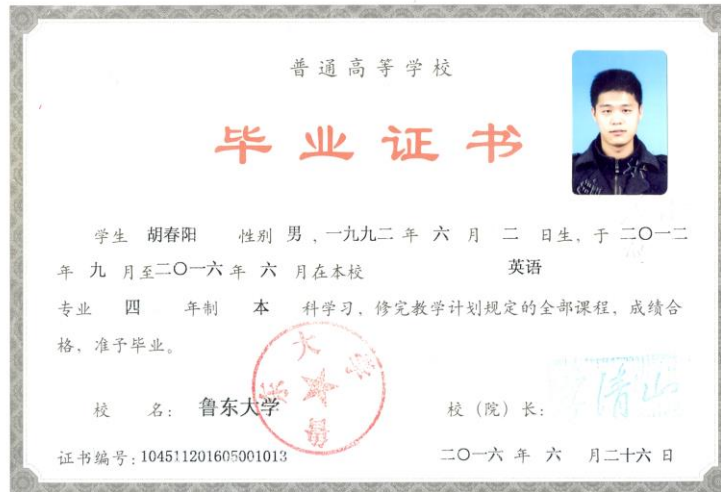 普通高等学校
毕业证书
学生 胡春阳 性别 男 , 一九九二 年 六 月 二 日生, 于 二〇一二
年 九 月至二〇一六 年 六 月在本校 英语
专业 四 年制 本 科学习, 修完教学计划规定的全部课程, 成绩合
格, 准予毕业。
校 名: 鲁东大学 校 (院) 长:
鲁东大学
证书编号: 104511201605001013 二〇一六 年 六 月二十六 日